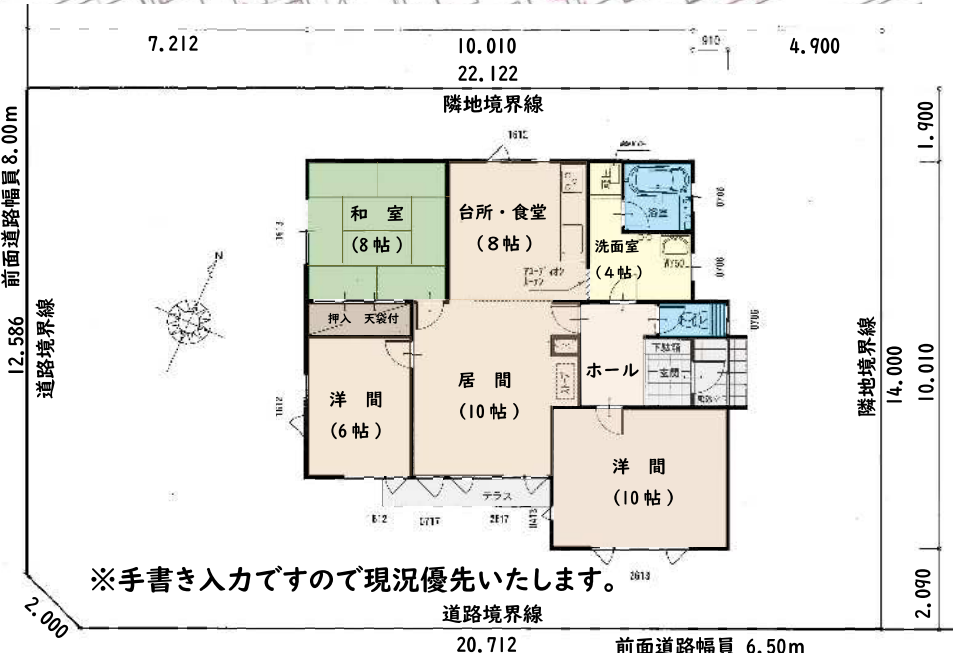 7.212
10.010
910
4.900
22.122
隣地境界線
前面道路幅員 8.00m
12.586
道路境界線
1.900
和 室
(8帖)
台所・食堂
(8帖)
浴室
洗面室
(4帖)
押入 天袋付
トイレ
下駄箱
玄関
ホール
居 間
(10帖)
洋 間
(6帖)
洋 間
(10帖)
テラス
N
隣地境界線
14.000
10.010
2.090
※手書き入力ですので現況優先いたします。
2.000
道路境界線
20.712
前面道路幅員 6.50m